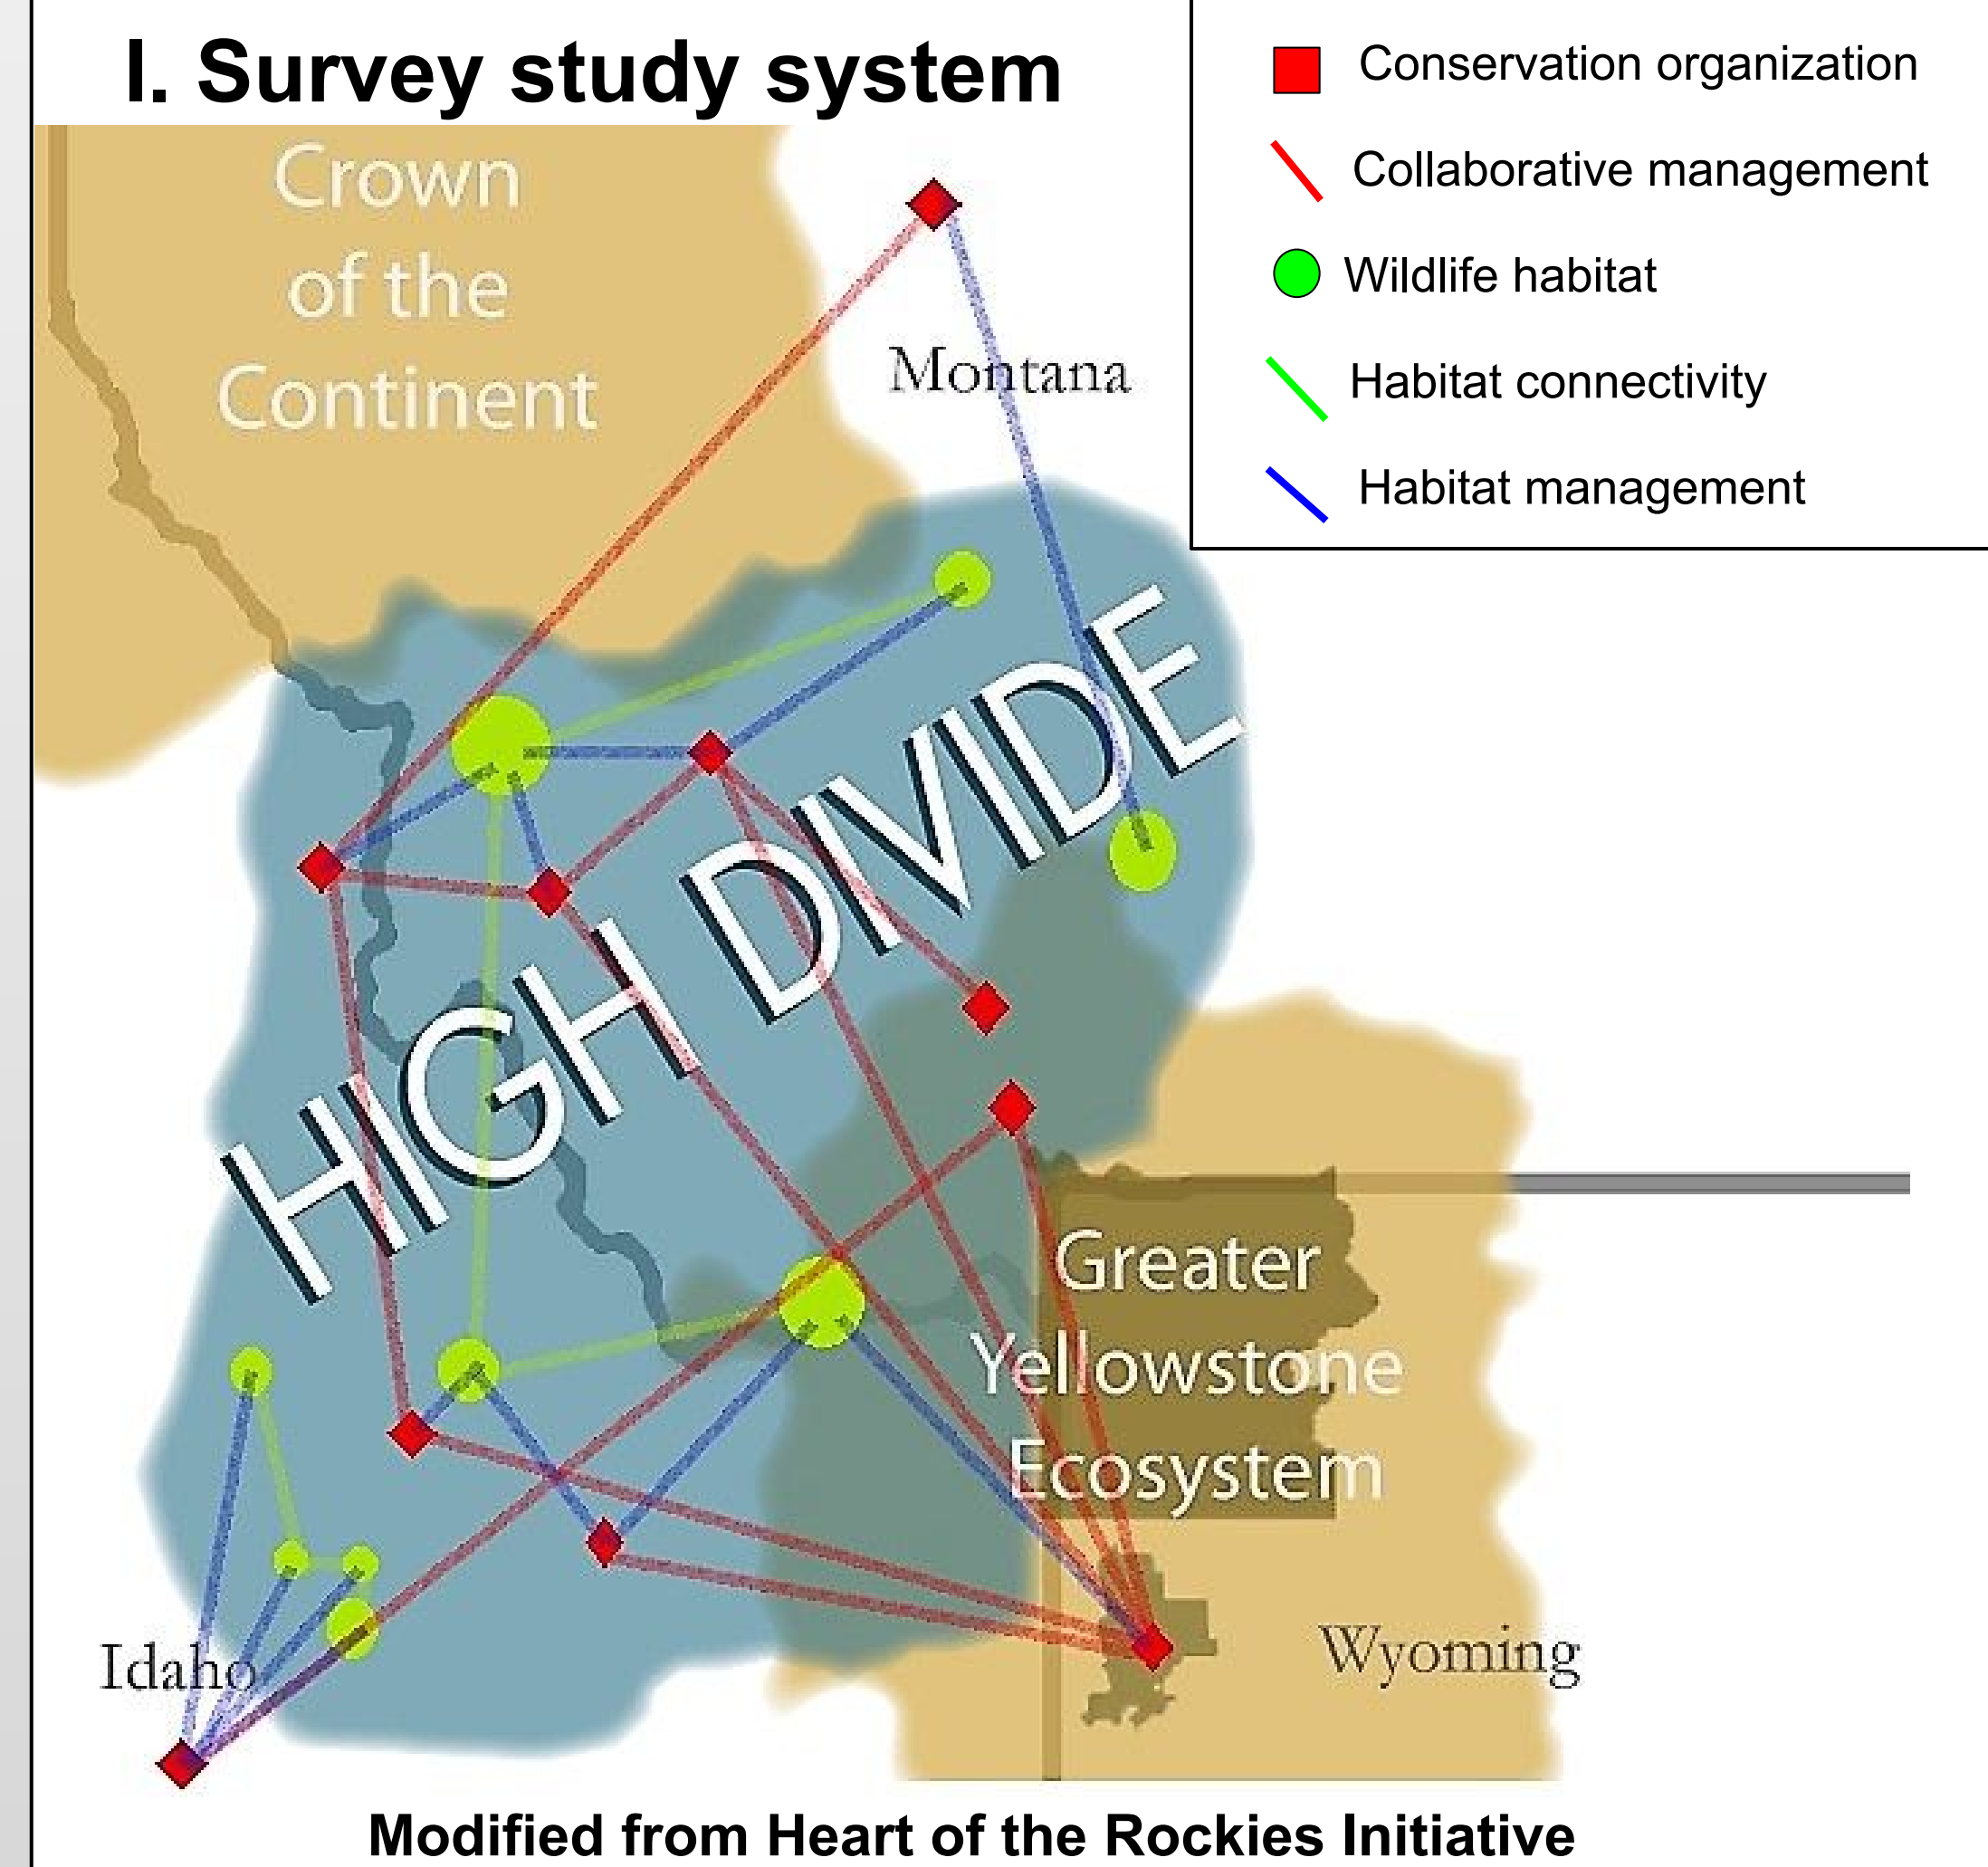 I. Survey study system
Conservation organization
Collaborative management
Wildlife habitat
Habitat connectivity
Habitat management
Crown
of the
Continent
Montana
HIGH DIVIDE
Greater
Yellowstone
Ecosystem
Idaho
Wyoming
Modified from Heart of the Rockies Initiative